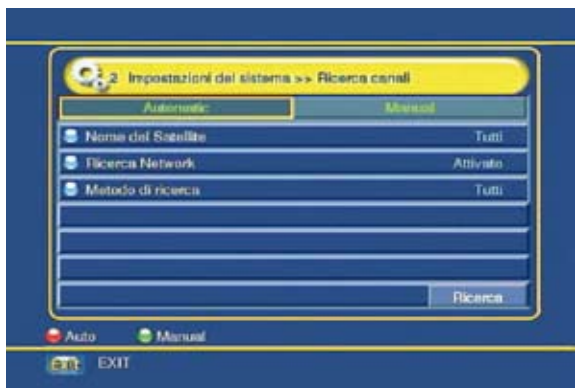 2 Impostazioni del sistema >> Ricerca canali
Automatic Manual
Nome del Satellite Tutti
Ricerca Network Attivato
Metodo di ricerca Tutti
Ricerca
Auto Manual
EXIT EXIT